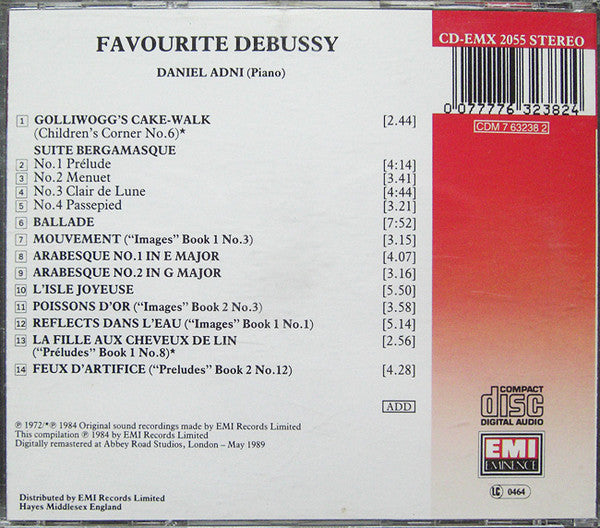 FAVOURITE DEBUSSY
DANIEL ADNI (Piano)
CD-EMX 2055 STEREO
0 077776 323824
CDM 7 63238 2
1 GOLLIWOGG'S CAKE-WALK [2.44]
(Children's Corner No.6)*
SUITE BERGAMASQUE
2 No.1 Prélude [4:14]
3 No.2 Menuet [3.41]
4 No.3 Clair de Lune [4:44]
5 No.4 Passepied [3.21]
6 BALLADE [7:52]
7 MOUVEMENT ("Images" Book 1 No.3) [3.15]
8 ARABESQUE NO.1 IN E MAJOR [4.07]
9 ARABESQUE NO.2 IN G MAJOR [3.16]
10 L'ISLE JOYEUSE [5.50]
11 POISSONS D'OR ("Images" Book 2 No.3) [3.58]
12 REFLECTS DANS L'EAU ("Images" Book 1 No.1) [5.14]
13 LA FILLE AUX CHEVEUX DE LIN [2.56]
("Préludes" Book 1 No.8)*
14 FEUX D'ARTIFICE ("Preludes" Book 2 No.12) [4.28]
ADD
℗ 1972/*℗ 1984 Original sound recordings made by EMI Records Limited
This compilation ℗ 1984 by EMI Records Limited
Digitally remastered at Abbey Road Studios, London – May 1989
COMPACT
disc
DIGITAL AUDIO
EMI
EMINENCE
LC 0464
Distributed by EMI Records Limited
Hayes Middlesex England